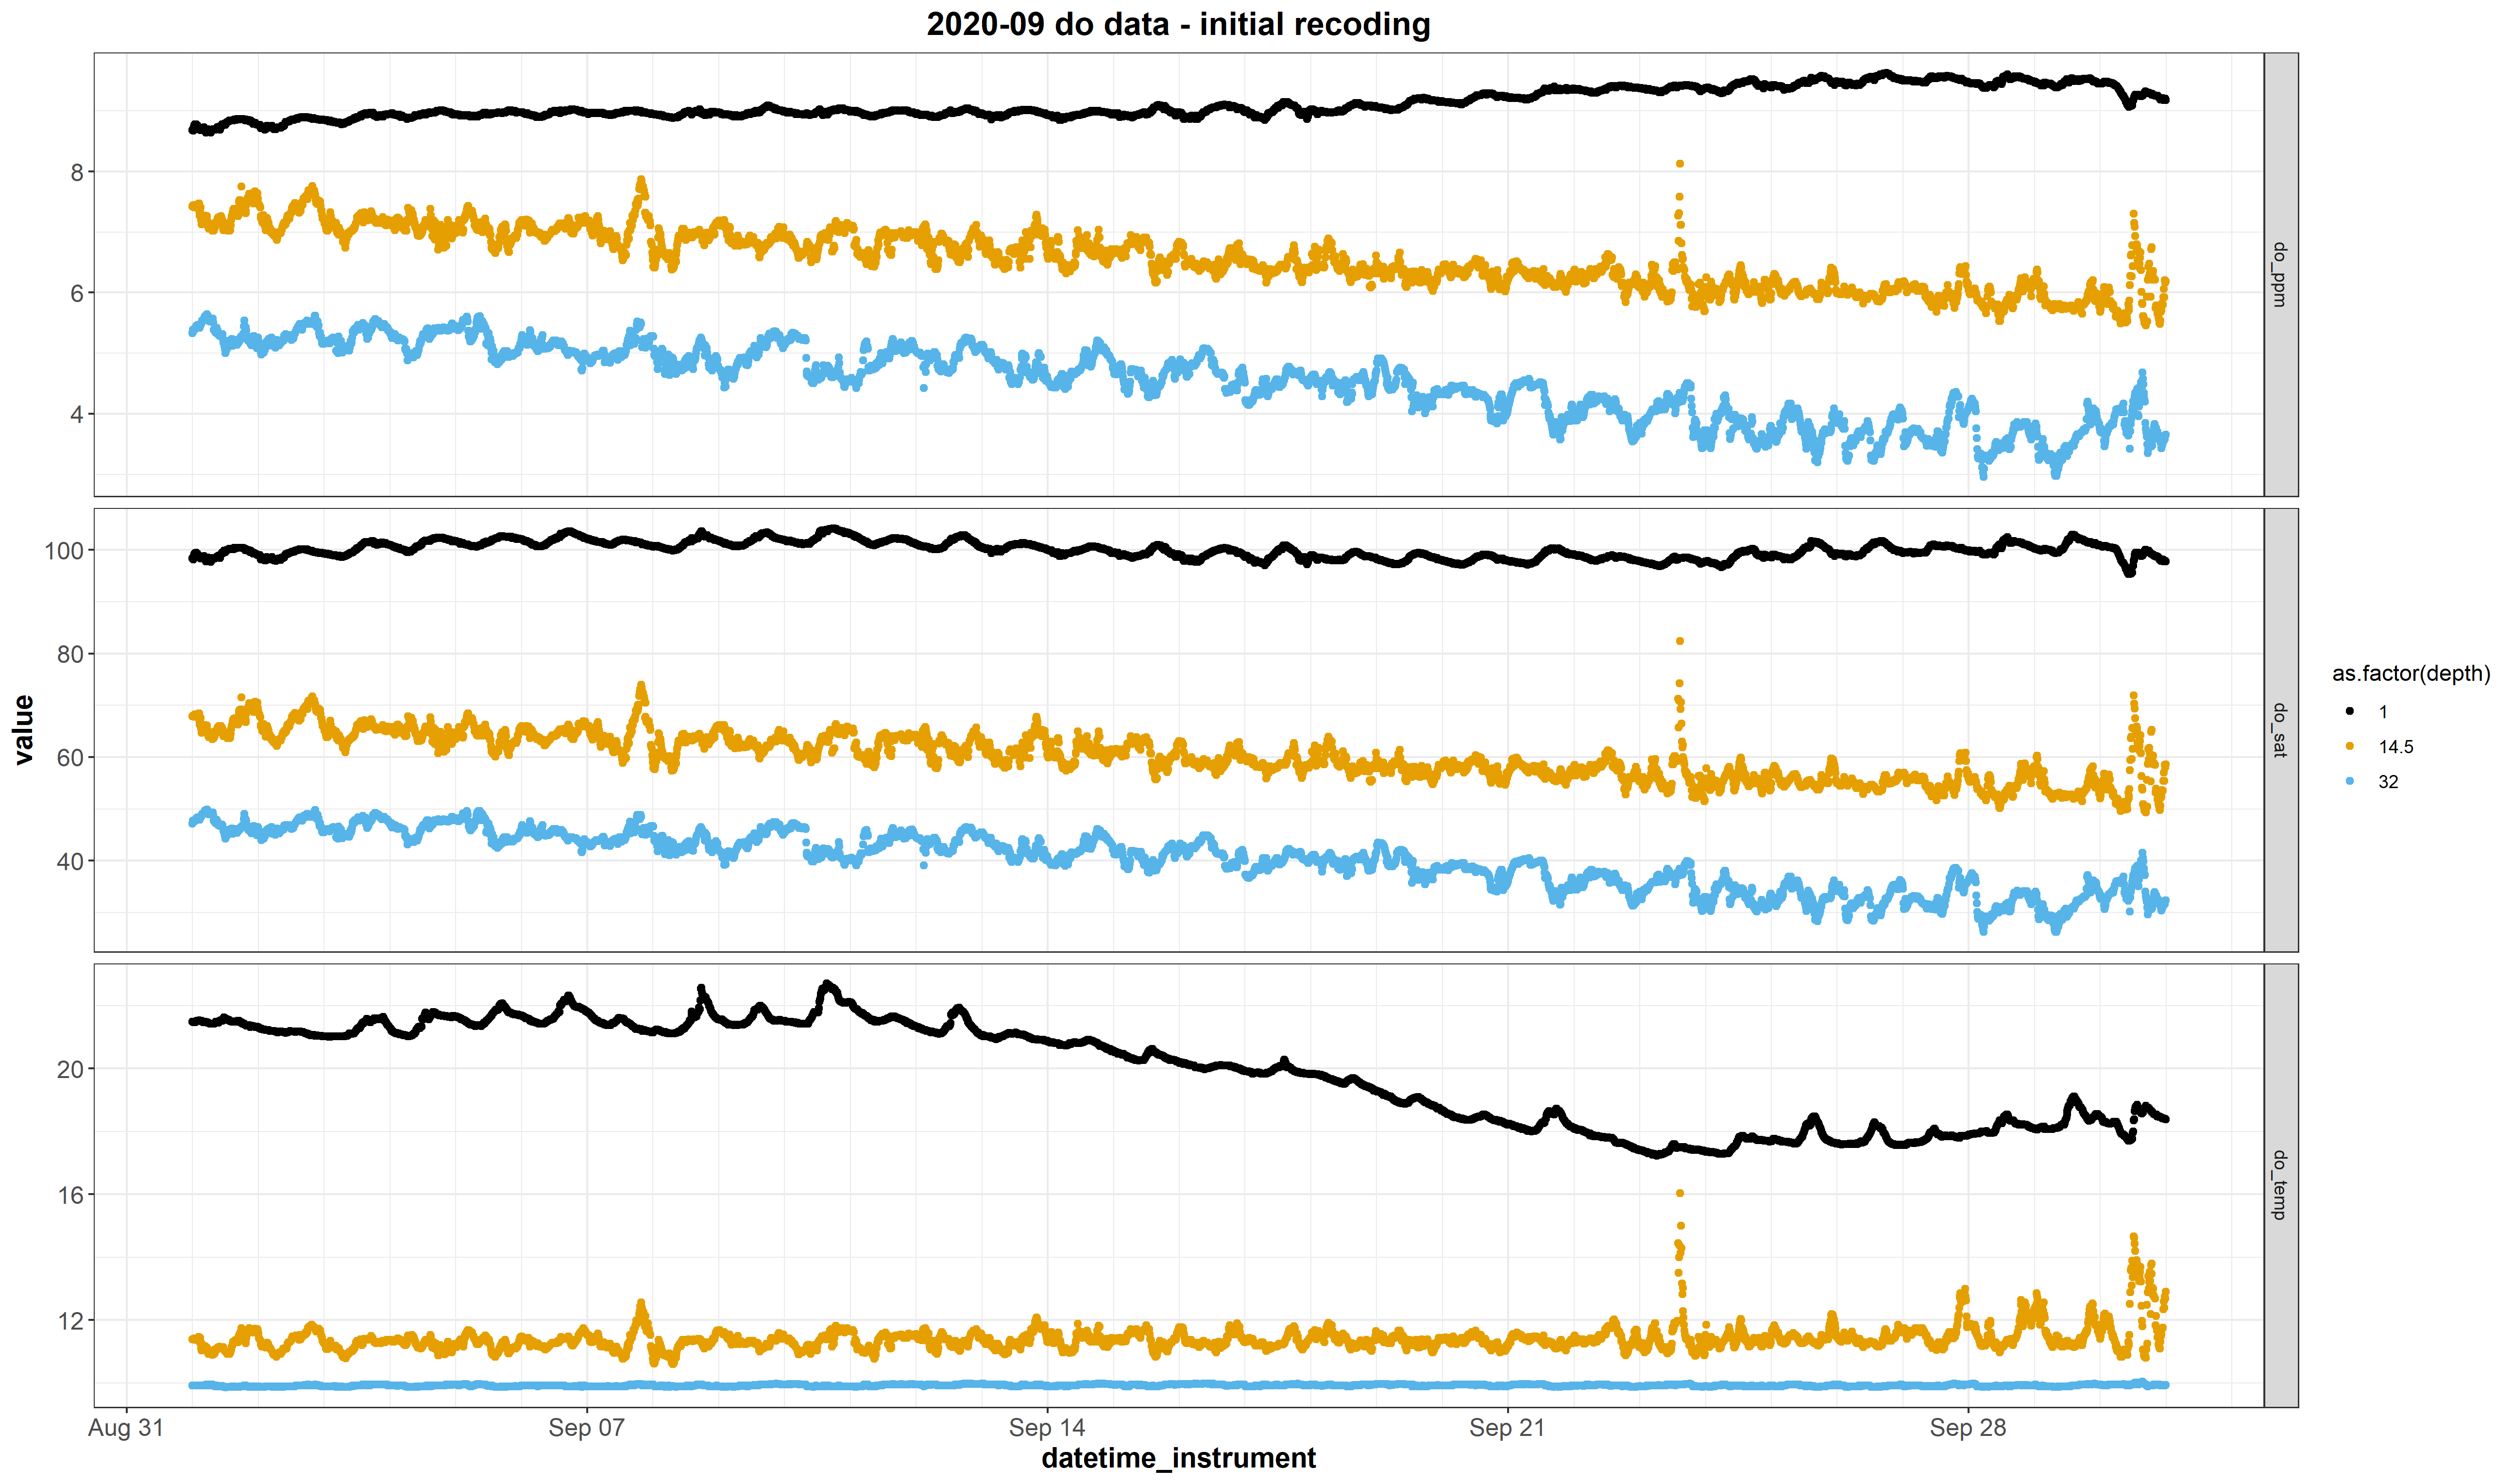 2020-09 do data - initial recoding
8
6
4
do_ppm
100
80
60
40
do_sat
value
20
16
12
do_temp
Aug 31
Sep 07
Sep 14
Sep 21
Sep 28
datetime_instrument
as.factor(depth)
1
14.5
32